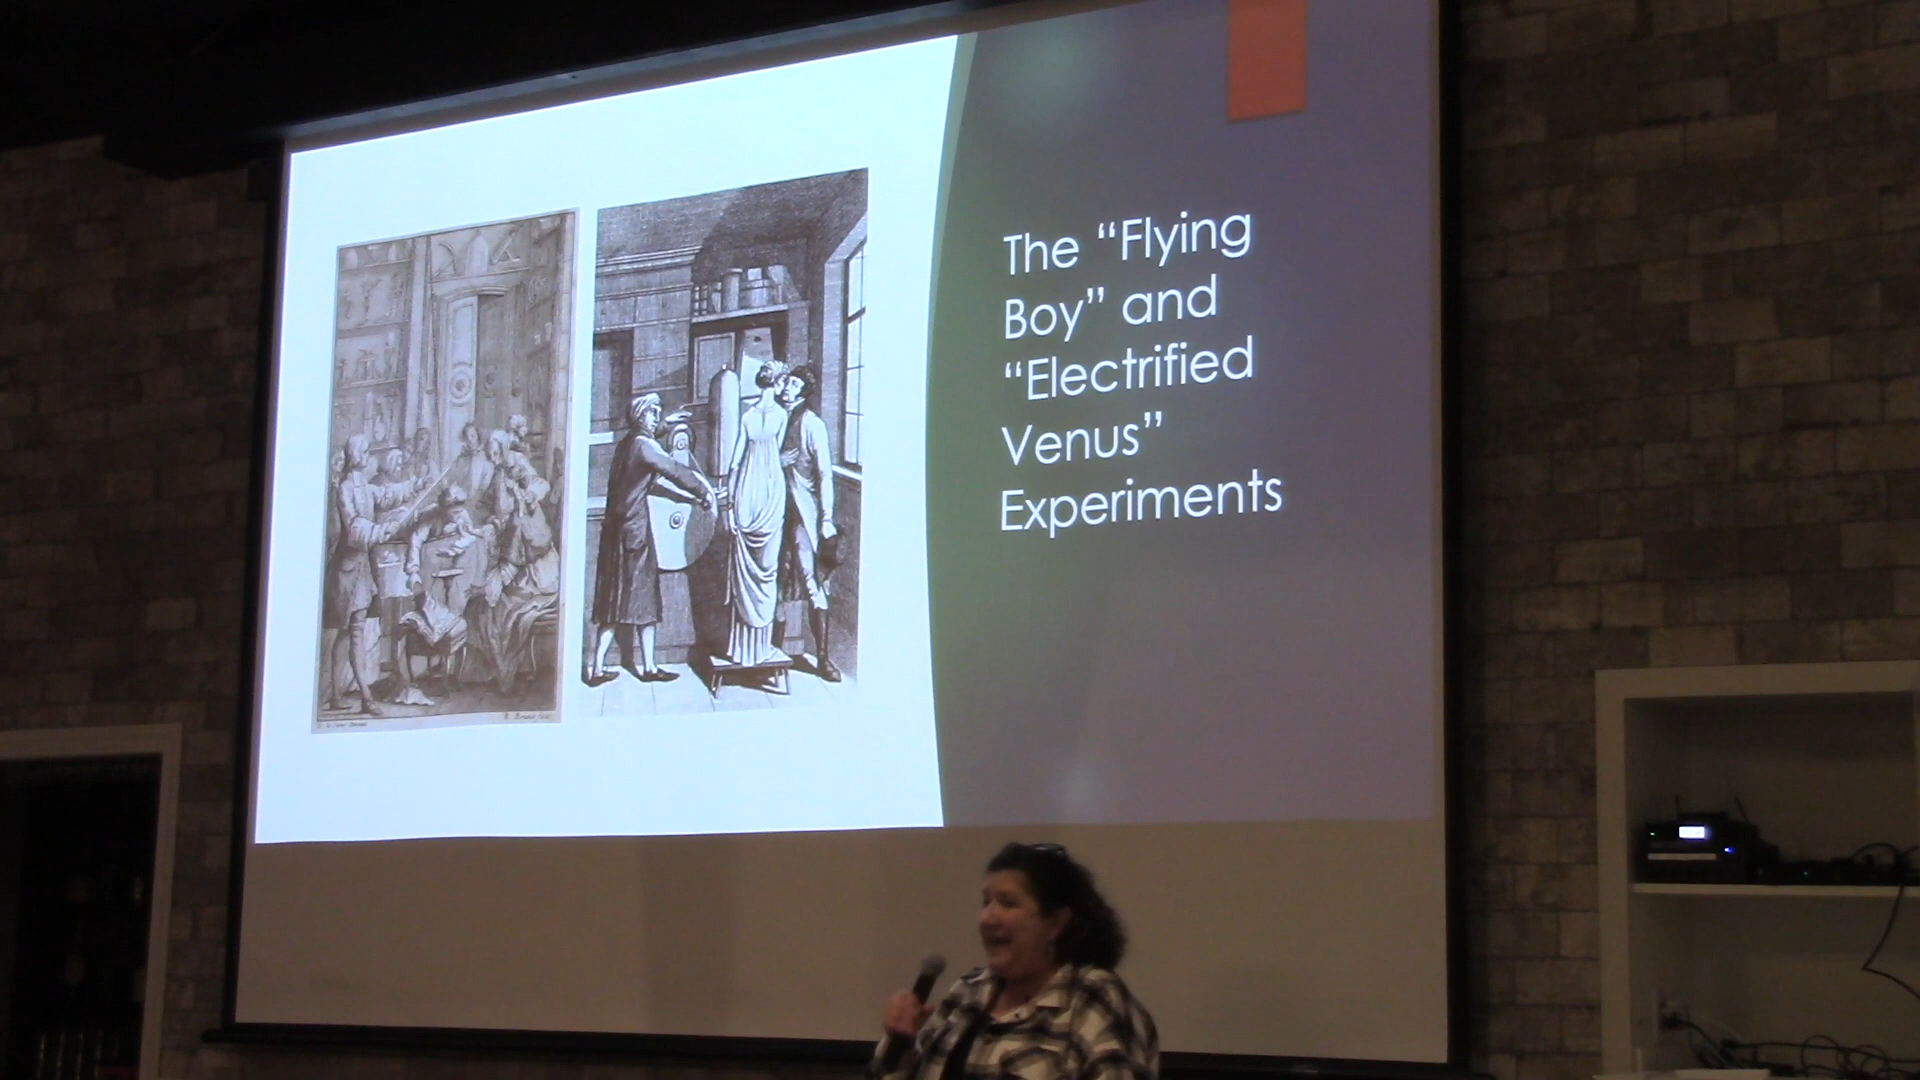 The “Flying
Boy” and
“Electrified
Venus”
Experiments